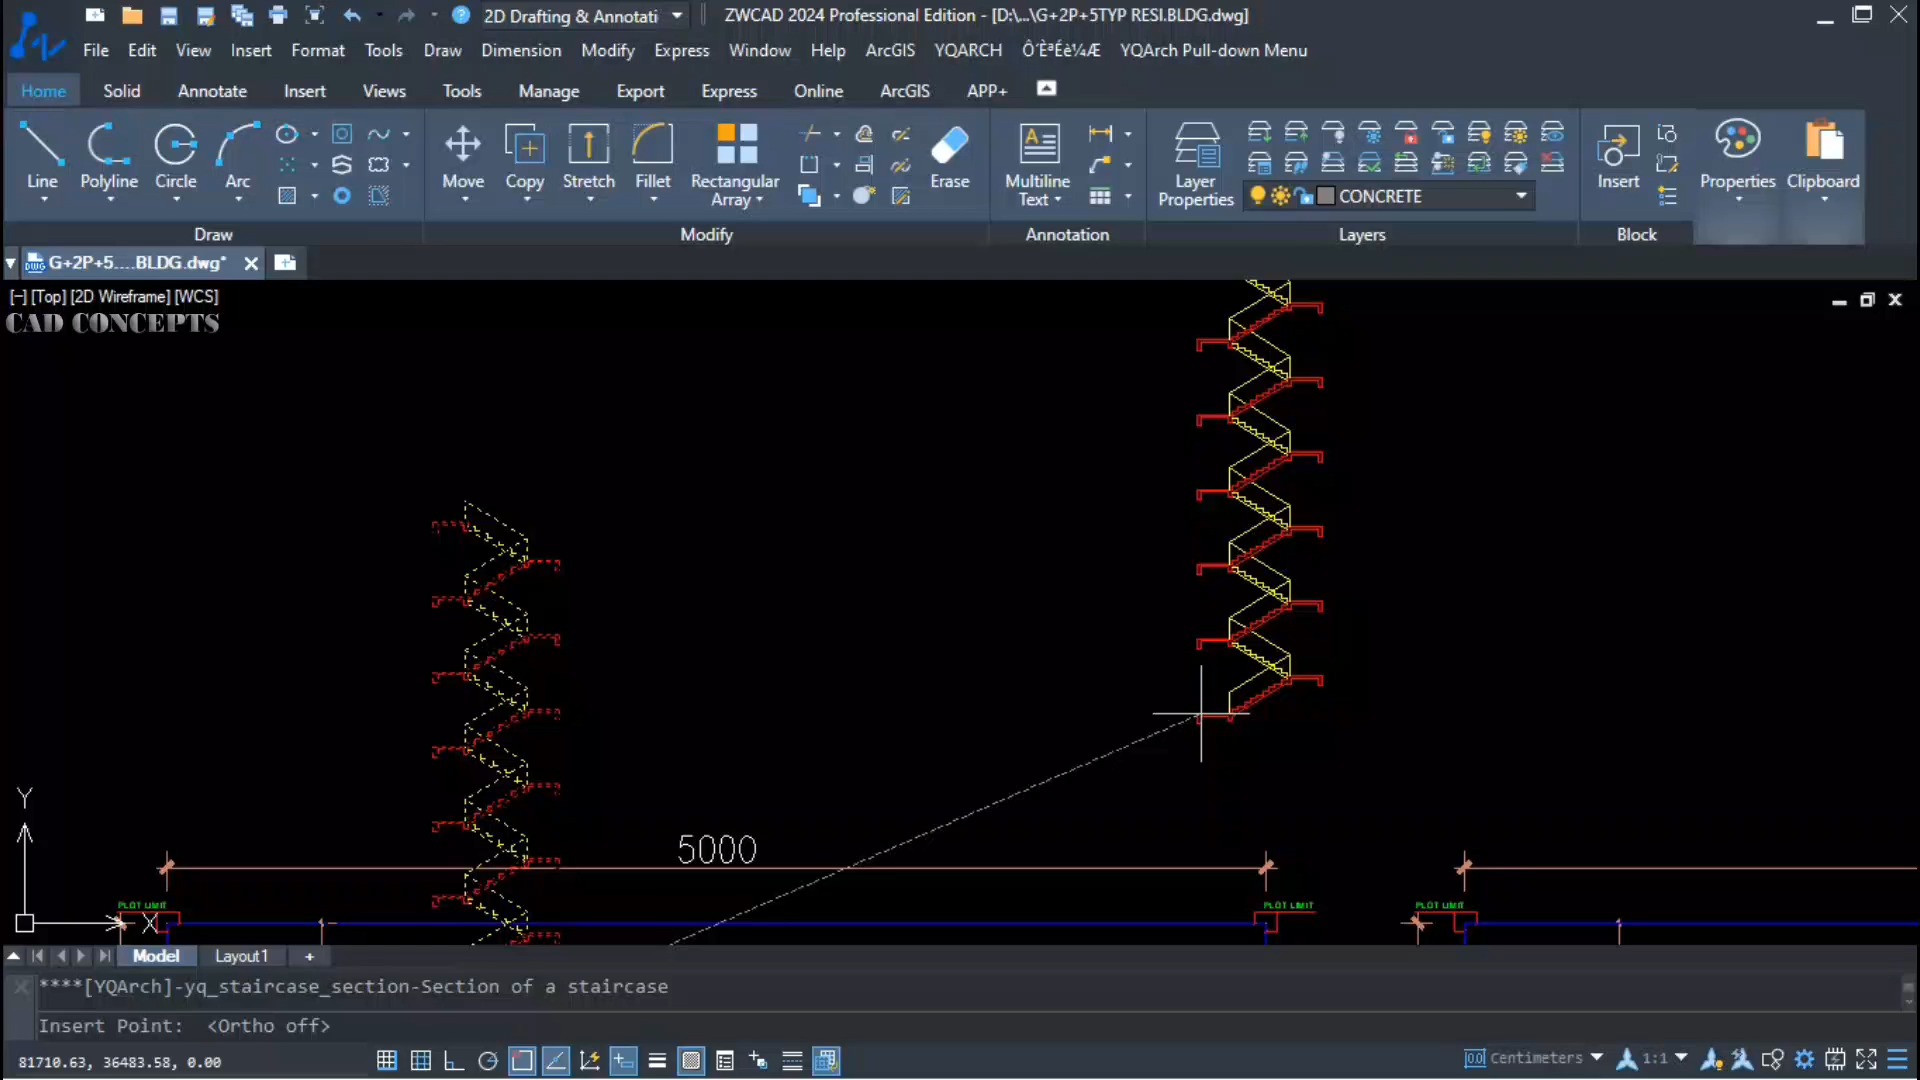 2D Drafting & Annotati
ZWCAD 2024 Professional Edition - [D:\...\G+2P+5TYP RESI.BLDG.dwg]
File Edit View Insert Format Tools Draw Dimension Modify Express Window Help ArcGIS YQARCH Ô´ÈªÉè¼Æ YQArch Pull-down Menu
Home Solid Annotate Insert Views Tools Manage Export Express Online ArcGIS APP+
Line Polyline Circle Arc Move Copy Stretch Fillet Rectangular Array Erase Multiline Text Layer Properties CONCRETE Insert Properties Clipboard
Draw Modify Annotation Layers Block
G+2P+5....BLDG.dwg*
[−] [Top] [2D Wireframe] [WCS]
CAD CONCEPTS
5000
Y
PLOT LIMIT PLOT LIMIT PLOT LIMIT
X
Model Layout1 +
****[YQArch]-yq_staircase_section-Section of a staircase
Insert Point: <Ortho off>
81710.63, 36483.58, 0.00 Centimeters 1:1